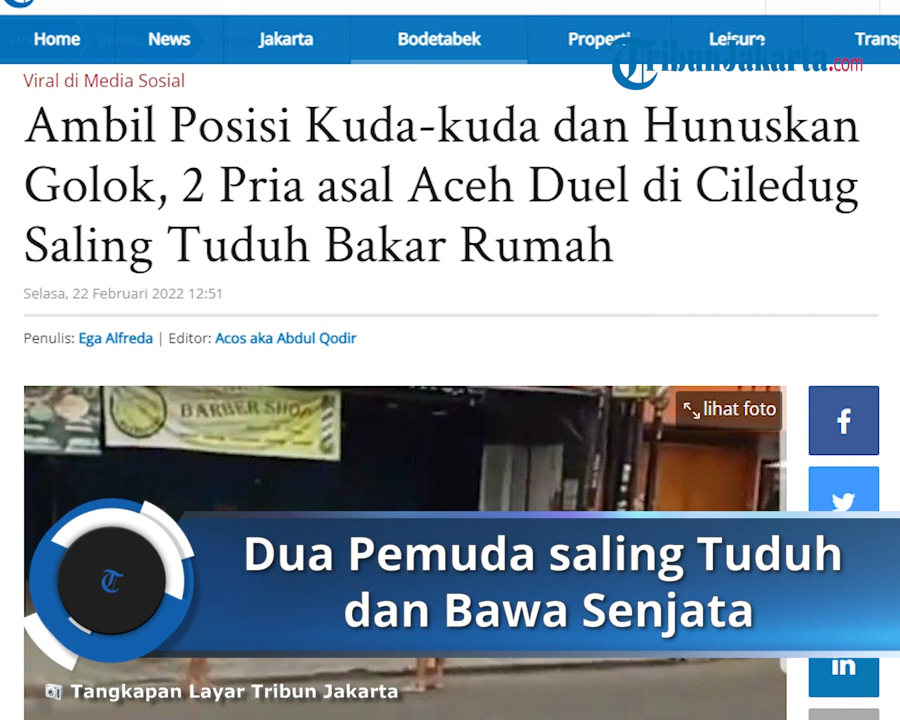 Home News Jakarta Bodetabek Properti Leisure Transp
TribunJakarta.com
Viral di Media Sosial
Ambil Posisi Kuda-kuda dan Hunuskan
Golok, 2 Pria asal Aceh Duel di Ciledug
Saling Tuduh Bakar Rumah
Selasa, 22 Februari 2022 12:51
Penulis: Ega Alfreda | Editor: Acos aka Abdul Qodir
BARBER SHOP
lihat foto
Dua Pemuda saling Tuduh
dan Bawa Senjata
Tangkapan Layar Tribun Jakarta